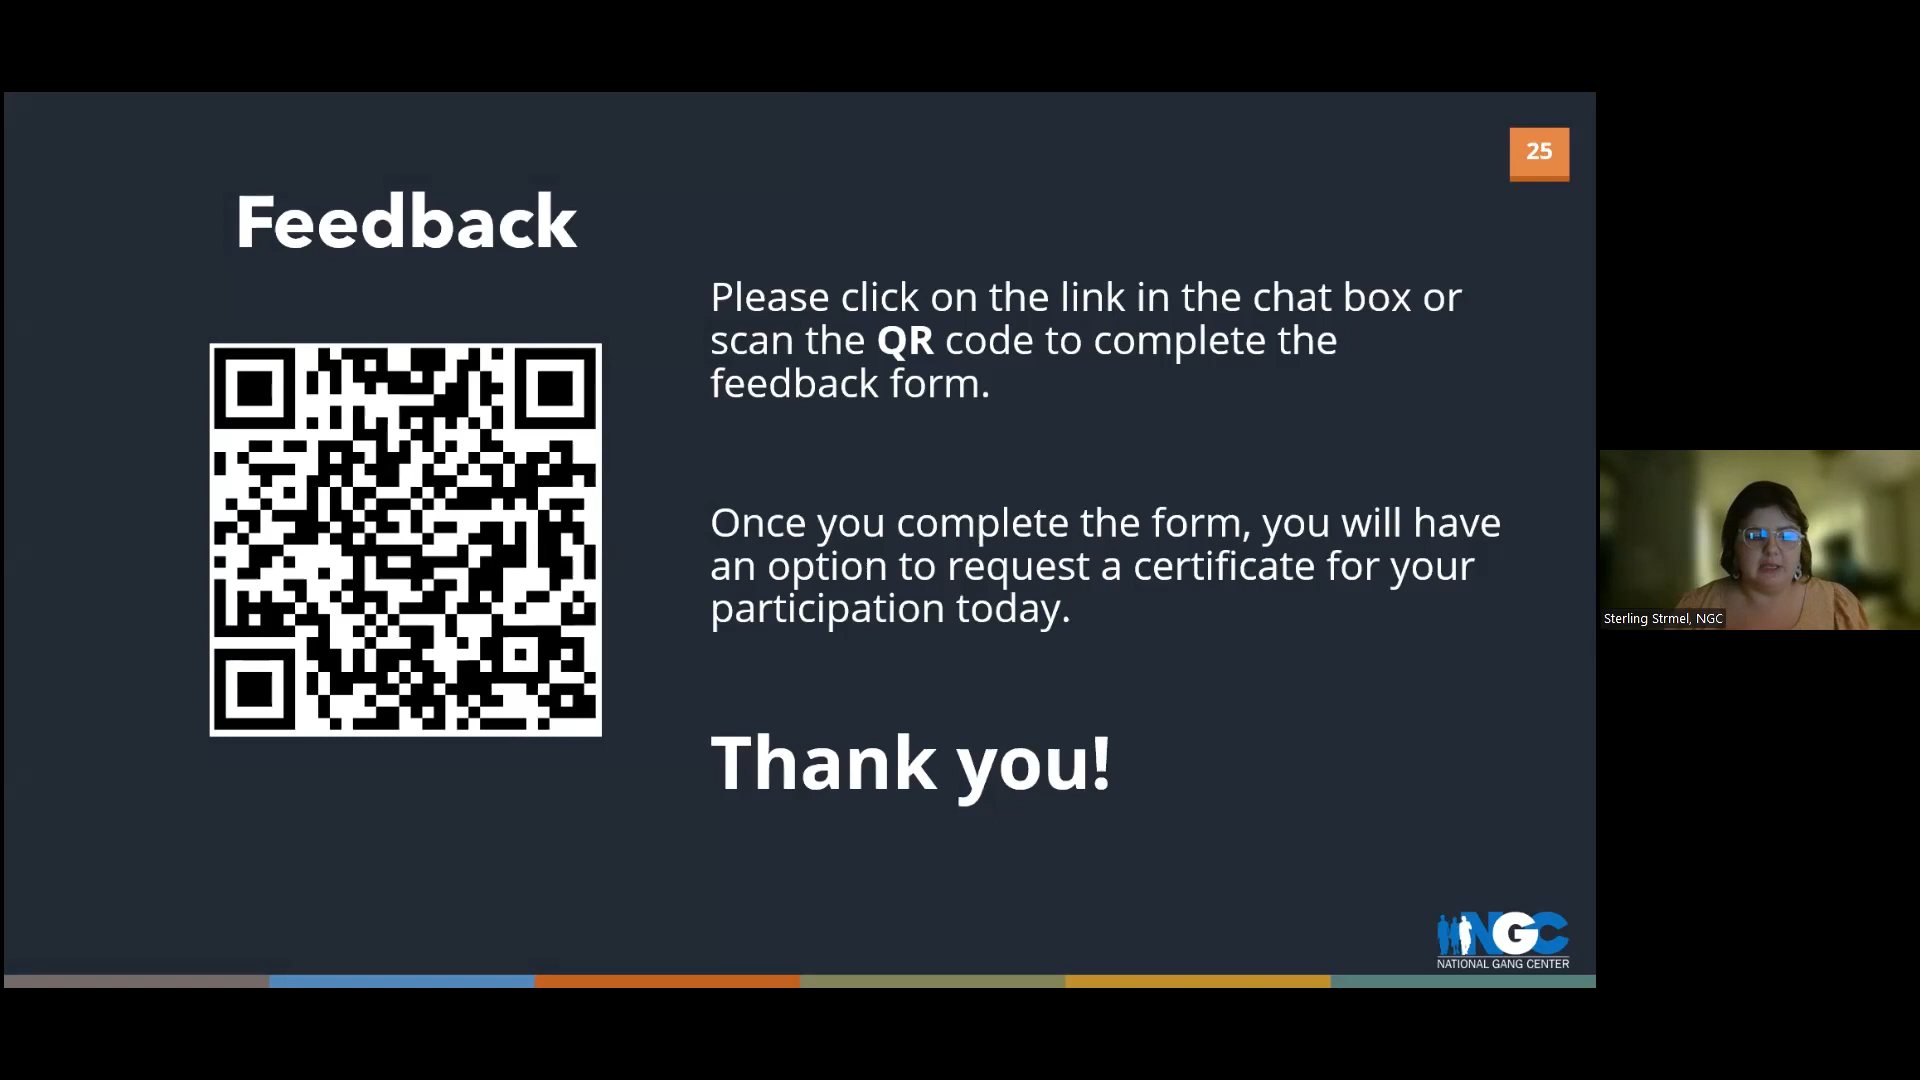 25
Feedback
Please click on the link in the chat box or
scan the QR code to complete the
feedback form.
Once you complete the form, you will have
an option to request a certificate for your
participation today.
Thank you!
NGC
NATIONAL GANG CENTER
Sterling Strmel, NGC